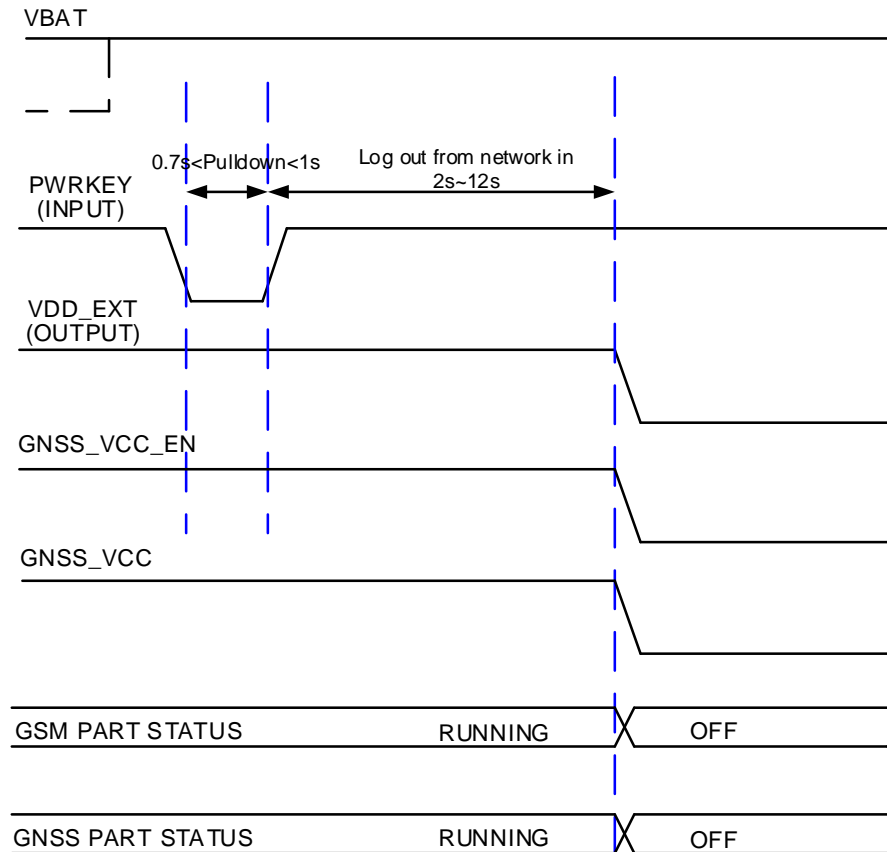 VBAT
0.7s<Pulldown<1s
Log out from network in
2s~12s
PWRKEY
(INPUT)
VDD_EXT
(OUTPUT)
GNSS_VCC_EN
GNSS_VCC
GSM PART STATUS RUNNING OFF
GNSS PART STATUS RUNNING OFF